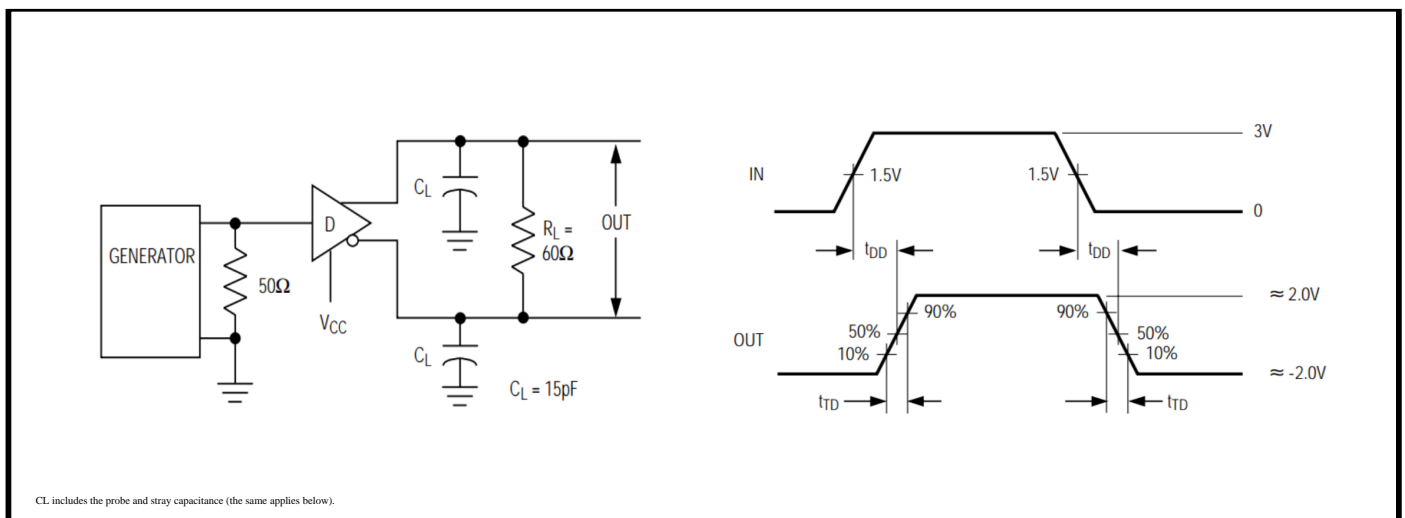 GENERATOR
50Ω
D
VCC
CL
CL
RL =
60Ω
OUT
CL = 15pF
IN
1.5V
1.5V
3V
0
tDD
tDD
OUT
90%
50%
10%
90%
50%
10%
≈ 2.0V
≈ -2.0V
tTD
tTD
CL includes the probe and stray capacitance (the same applies below).